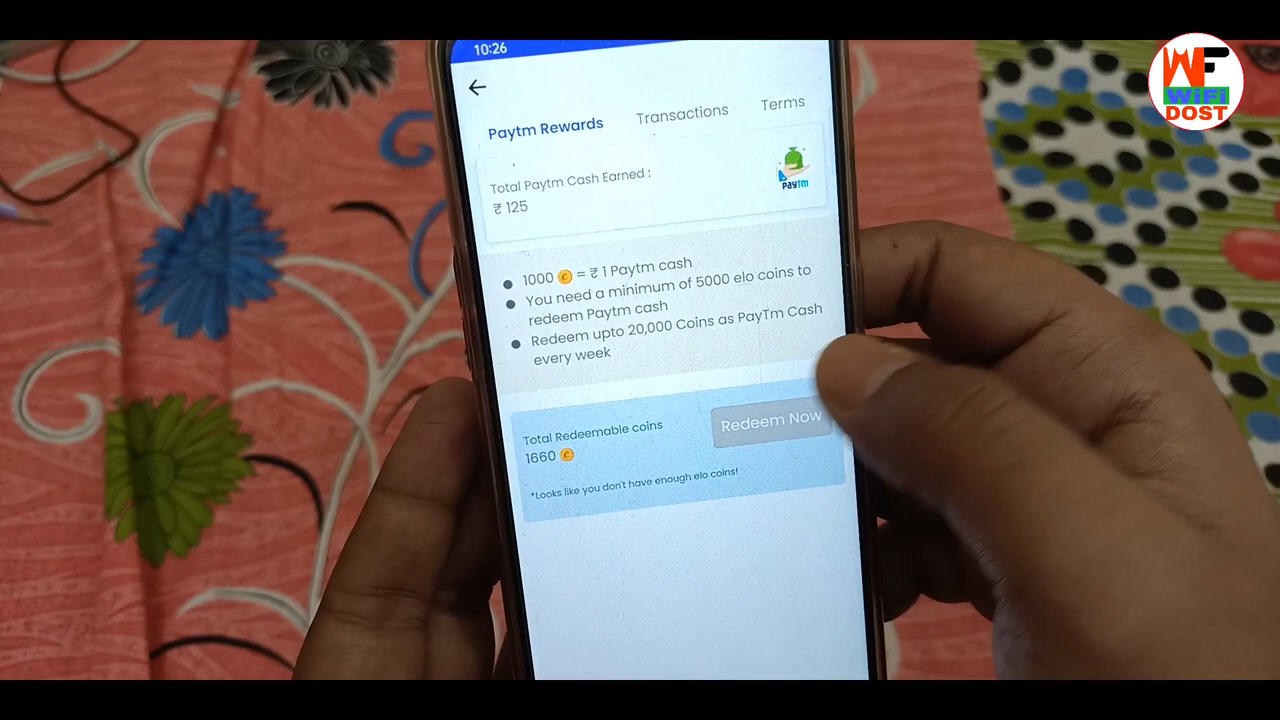 10:26
WF
WiFi
DOST
Paytm Rewards
Transactions
Terms
Total Paytm Cash Earned :
₹ 125
Paytm
1000 e = ₹ 1 Paytm cash
You need a minimum of 5000 elo coins to
redeem Paytm cash
Redeem upto 20,000 Coins as PayTm Cash
every week
Total Redeemable coins
1660 e
Redeem Now
*Looks like you don't have enough elo coins!